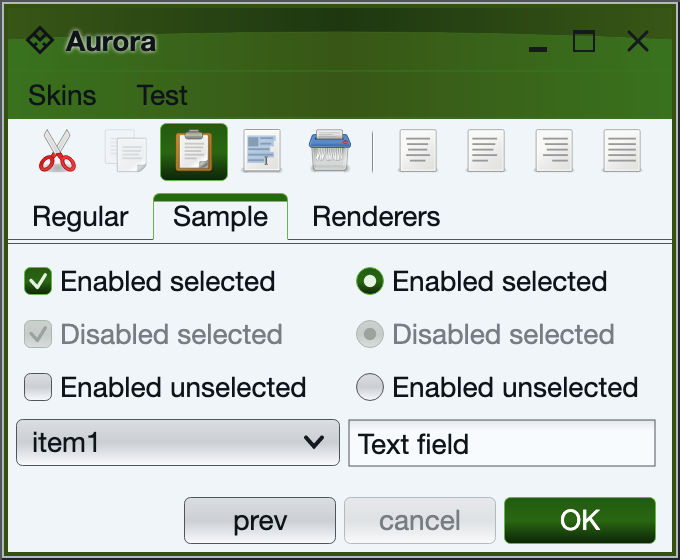 Aurora
Skins Test
Regular Sample Renderers
Enabled selected Enabled selected
Disabled selected Disabled selected
Enabled unselected Enabled unselected
item1 Text field
prev cancel OK